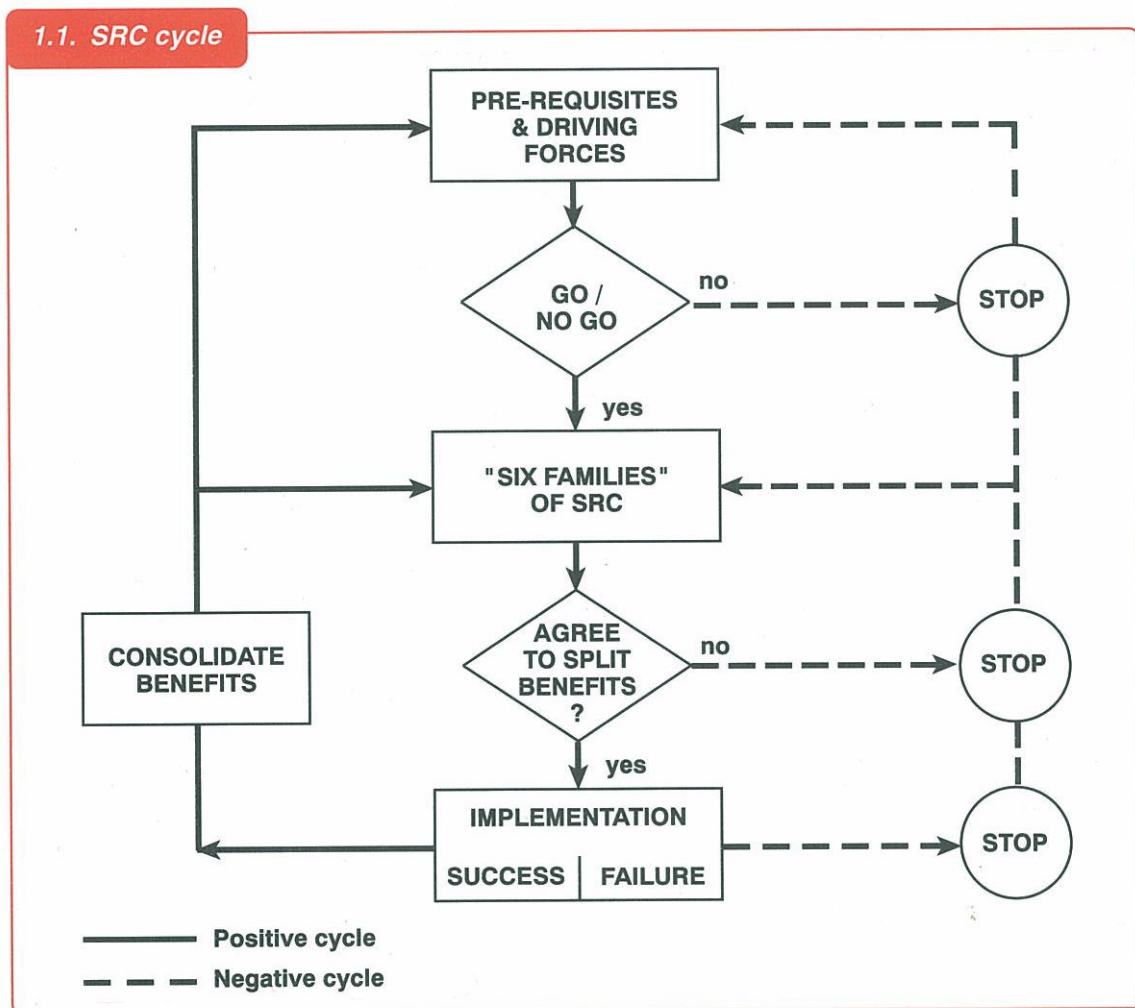 1.1. SRC cycle
PRE-REQUISITES
& DRIVING
FORCES
GO /
NO GO
no
STOP
yes
"SIX FAMILIES"
OF SRC
CONSOLIDATE
BENEFITS
AGREE
TO SPLIT
BENEFITS
?
no
STOP
yes
IMPLEMENTATION
SUCCESS
FAILURE
STOP
Positive cycle
Negative cycle